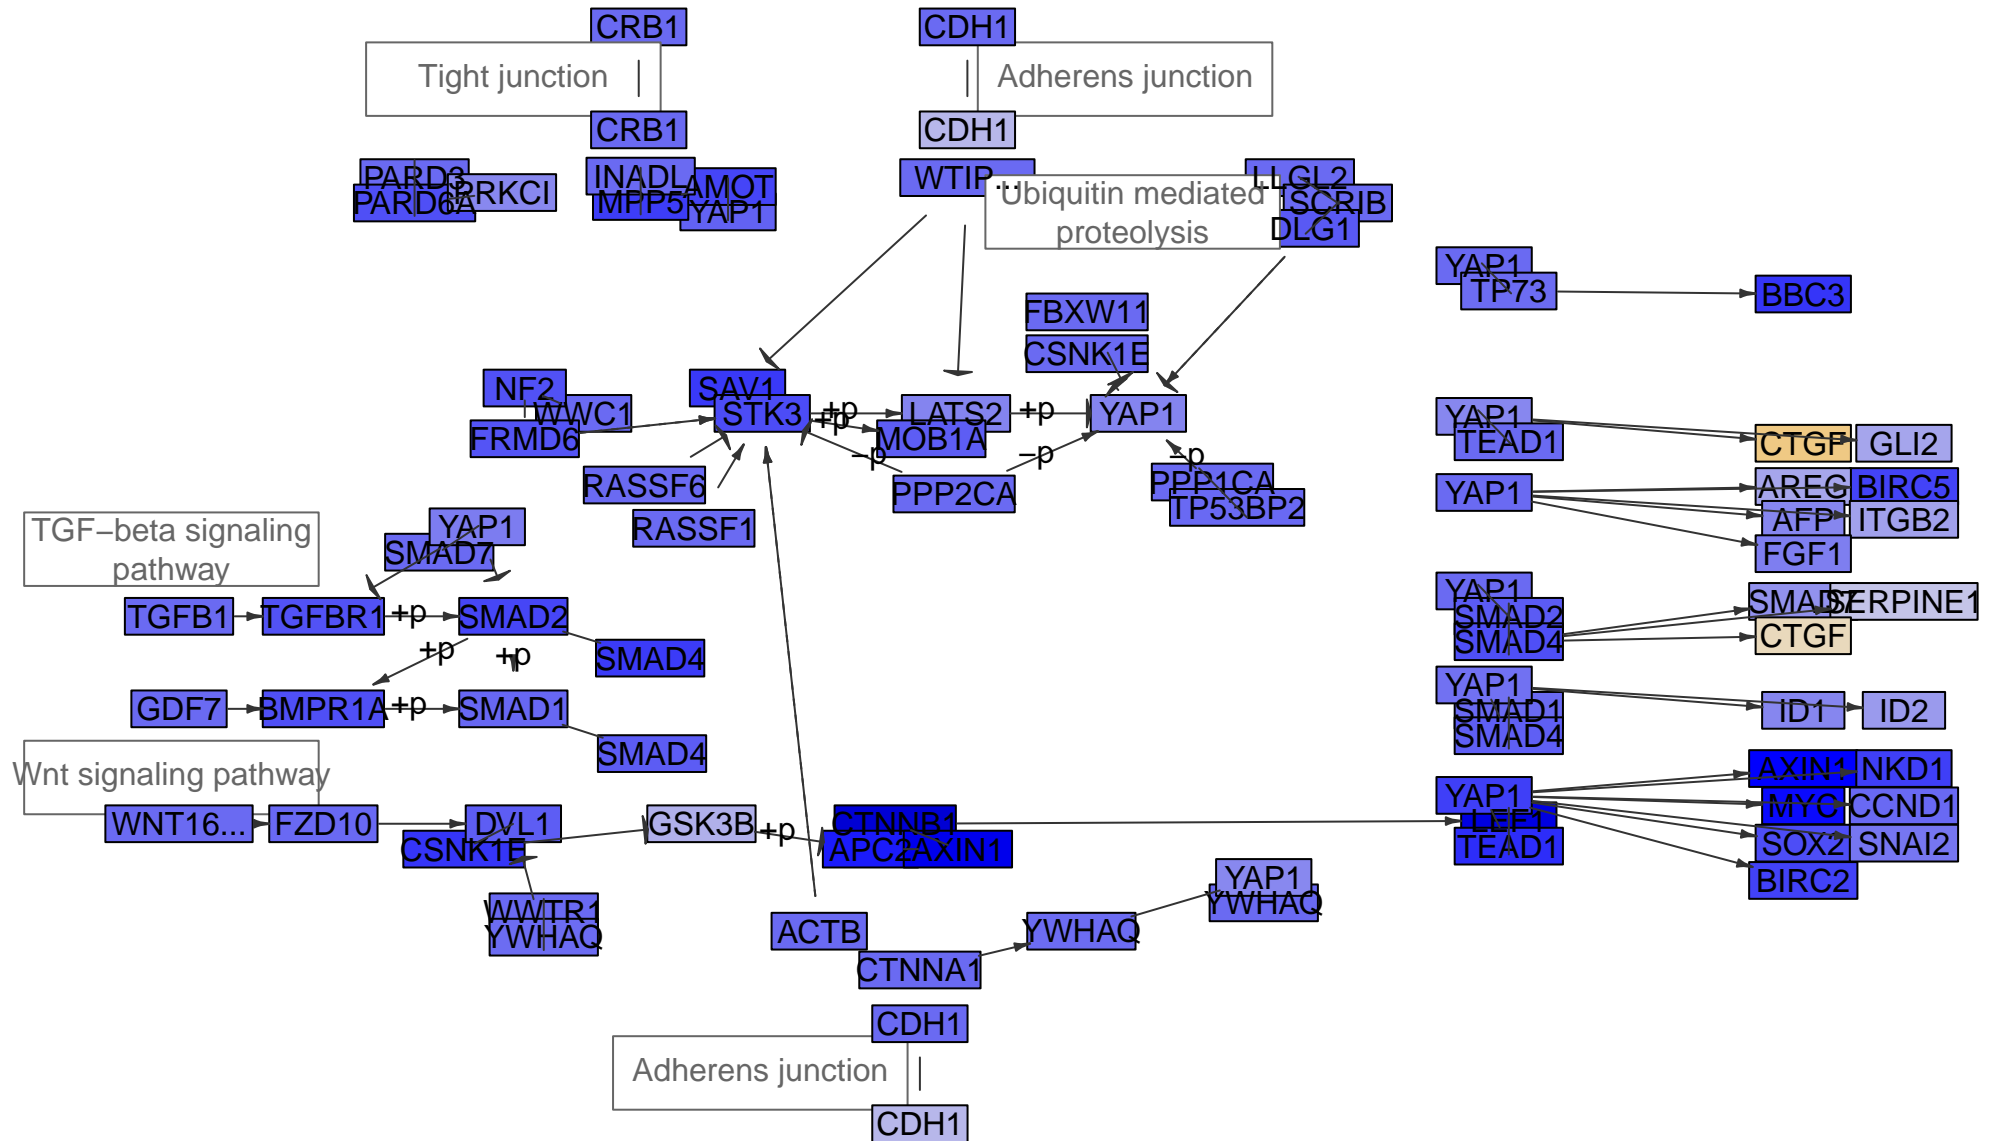 CRB1
CDH1
Tight junction
Adherens junction
CRB1
CDH1
PARD3
PRKCI
PARD6A
INADL
AMOT
MPP5
YAP1
WTIP...
LLGL2
Ubiquitin mediated
proteolysis
SCRIB
DLG1
YAP1
TP73
BBC3
FBXW11
CSNK1E
NF2
WWC1
FRMD6
SAV1
STK3
+p
+p
LATS2
MOB1A
+p
YAP1
YAP1
TEAD1
CTGF
GLI2
RASSF6
RASSF1
−p
PPP2CA
−p
−p
PPP1CA
TP53BP2
YAP1
AREG
BIRC5
AFP
ITGB2
FGF1
TGF−beta signaling
pathway
YAP1
SMAD7
TGFB1
TGFBR1
+p
SMAD2
+p
+p
SMAD4
YAP1
SMAD2
SMAD4
SMAD7
SERPINE1
CTGF
GDF7
BMPR1A
+p
SMAD1
SMAD4
YAP1
SMAD1
SMAD4
ID1
ID2
Wnt signaling pathway
WNT16...
FZD10
DVL1
CSNK1E
GSK3B
+p
CTNNB1
APC2
AXIN1
YAP1
LEF1
TEAD1
AXIN1
NKD1
MYC
CCND1
SOX2
SNAI2
BIRC2
WWTR1
YWHAQ
ACTB
CTNNA1
YWHAQ
YAP1
YWHAQ
CDH1
Adherens junction
CDH1